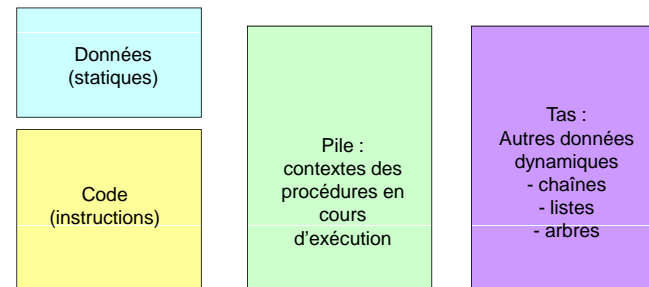 Données
(statiques)
Code
(instructions)
Pile :
contextes des
procédures en
cours
d'exécution
Tas :
Autres données
dynamiques
- chaînes
- listes
- arbres